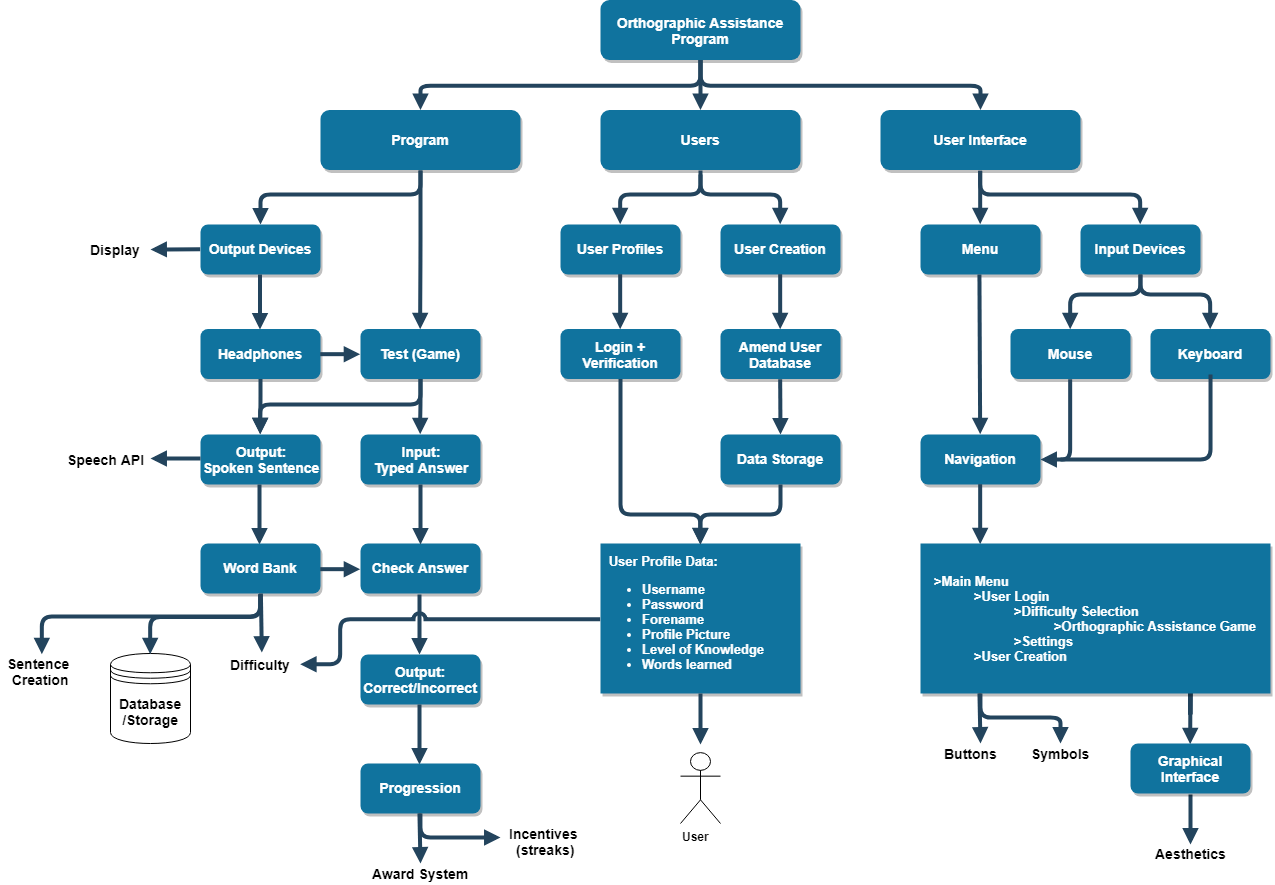 Orthographic Assistance
Program
Program
Users
User Interface
Display
Output Devices
User Profiles
User Creation
Menu
Input Devices
Headphones
Test (Game)
Login +
Verification
Amend User
Database
Mouse
Keyboard
Speech API
Output:
Spoken Sentence
Input:
Typed Answer
Data Storage
Navigation
Word Bank
Check Answer
User Profile Data:
• Username
• Password
• Forename
• Profile Picture
• Level of Knowledge
• Words learned
>Main Menu
>User Login
>Difficulty Selection
>Orthographic Assistance Game
>Settings
>User Creation
Sentence
Creation
Database
/Storage
Difficulty
Output:
Correct/Incorrect
Buttons
Symbols
Graphical
Interface
Progression
User
Incentives
(streaks)
Award System
Aesthetics